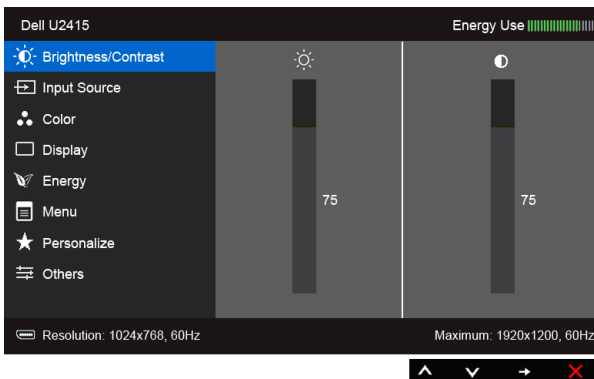 Dell U2415
Energy Use
Brightness/Contrast
Input Source
Color
Display
Energy
Menu
Personalize
Others
75
75
Resolution: 1024x768, 60Hz
Maximum: 1920x1200, 60Hz